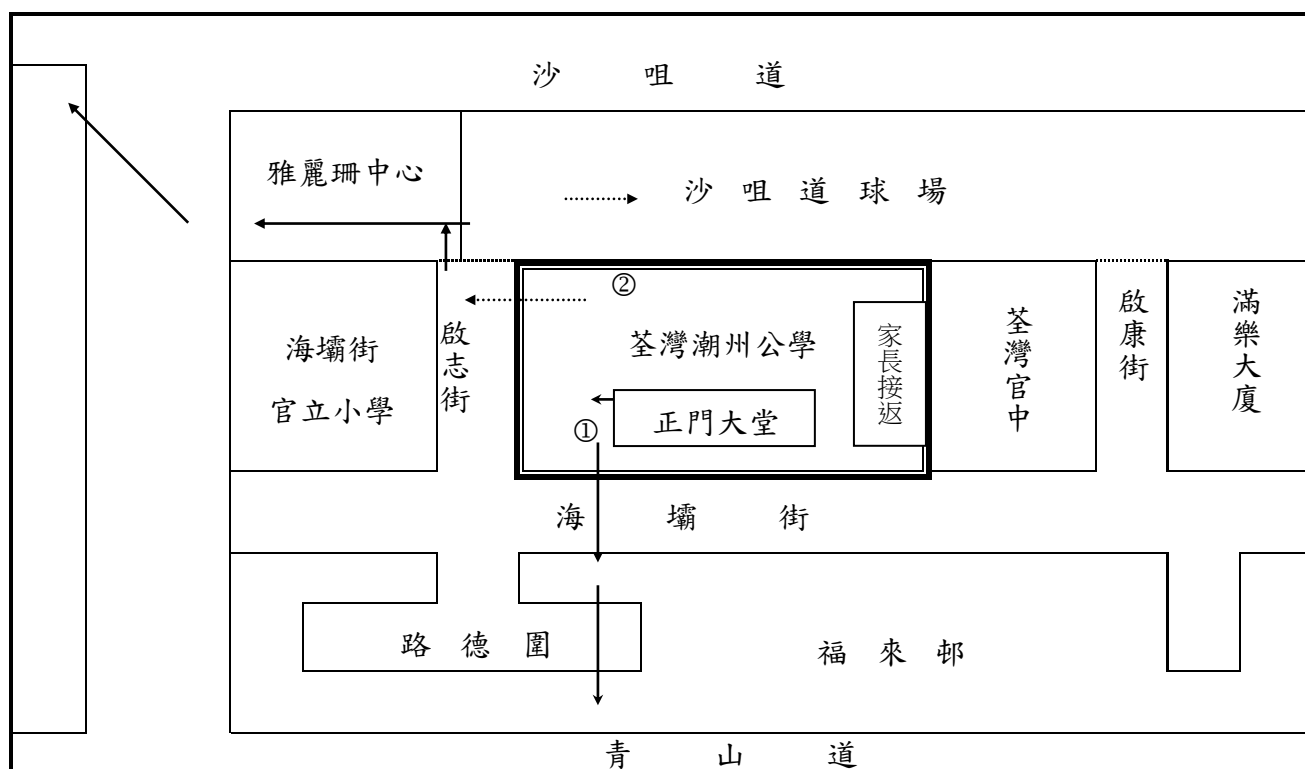 沙咀道
雅麗珊中心
沙咀道球場
②
海壩街
官立小學
啟志街
荃灣潮州公學
家長接返
荃灣官中
啟康街
滿樂大廈
①
正門大堂
海壩街
路德圍
福來邨
青山道